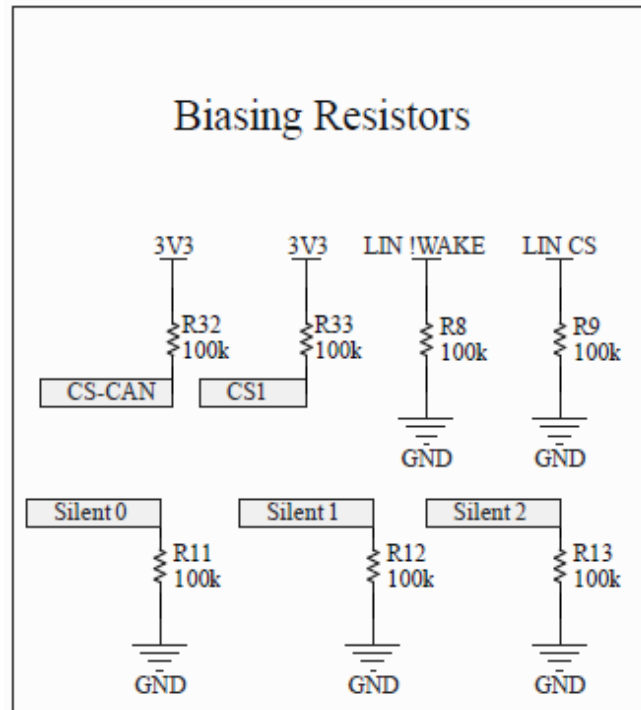 Biasing Resistors
3V3
3V3
LIN !WAKE
LIN CS
R32
100k
R33
100k
R8
100k
R9
100k
CS-CAN
CS1
GND
GND
Silent 0
Silent 1
Silent 2
R11
100k
R12
100k
R13
100k
GND
GND
GND